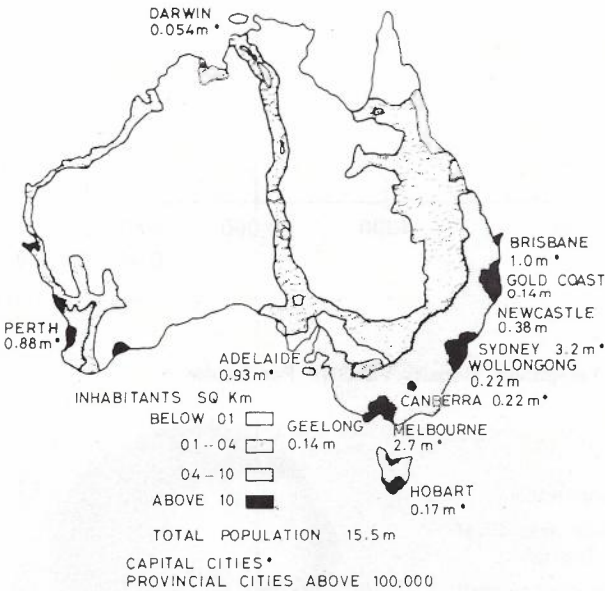 DARWIN
0.054m*
BRISBANE
1.0m*
GOLD COAST
0.14m
NEWCASTLE
0.38m
SYDNEY 3.2m*
WOLLONGONG
0.22m
CANBERRA 0.22m*
PERTH
0.88m*
ADELAIDE
0.93m*
GEELONG
0.14m
MELBOURNE
2.7m*
HOBART
0.17m*
INHABITANTS SQ Km
BELOW 01
01--04
04-10
ABOVE 10
TOTAL POPULATION 15.5m
CAPITAL CITIES*
PROVINCIAL CITIES ABOVE 100,000